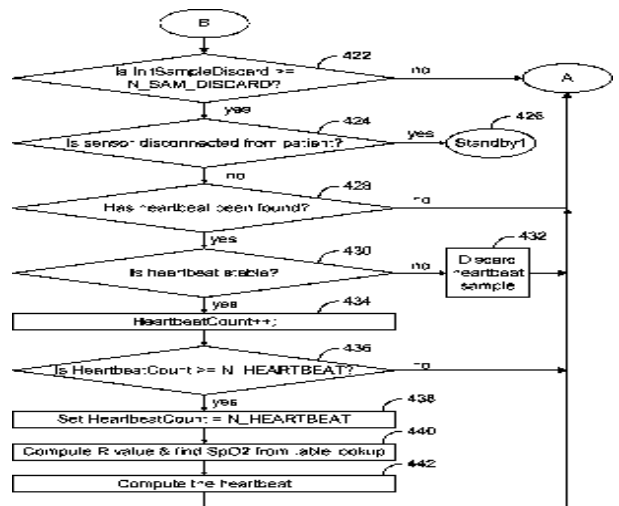 B
422
Is InitSampleDiscard >=
N_SAM_DISCARD?
no
A
yes
424
Is sensor disconnected from patient?
yes
426
Standby1
no
428
Has heartbeat been found?
no
yes
430
Is heartbeat stable?
no
432
Discard
heartbeat
sample
yes
434
HeartbeatCount++;
436
Is HeartbeatCount >= N_HEARTBEAT?
no
yes
438
Set HeartbeatCount = N_HEARTBEAT
440
Compute R value & find SpO2 from table lookup
442
Compute the heartbeat